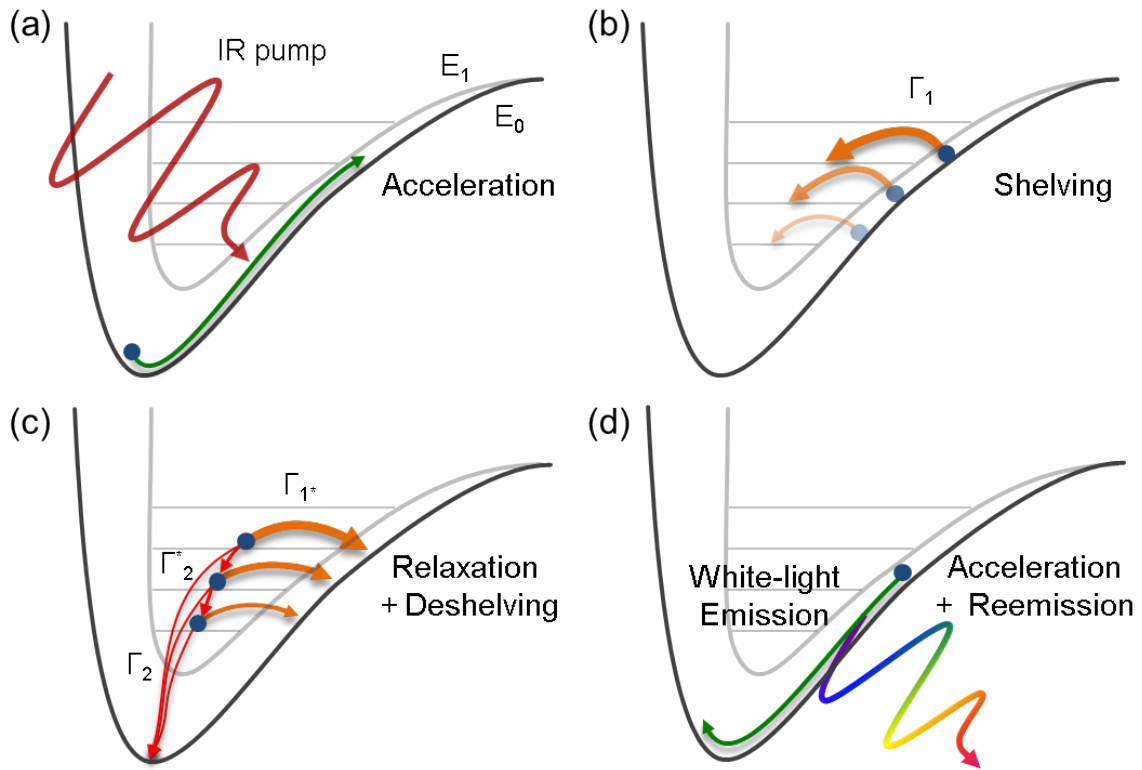 (a)
IR pump
E₁
E₀
Acceleration
(b)
Γ₁
Shelving
(c)
Γ₁*
Γ*₂
Γ₂
Relaxation
+ Deshelving
(d)
White-light
Emission
Acceleration
+ Reemission